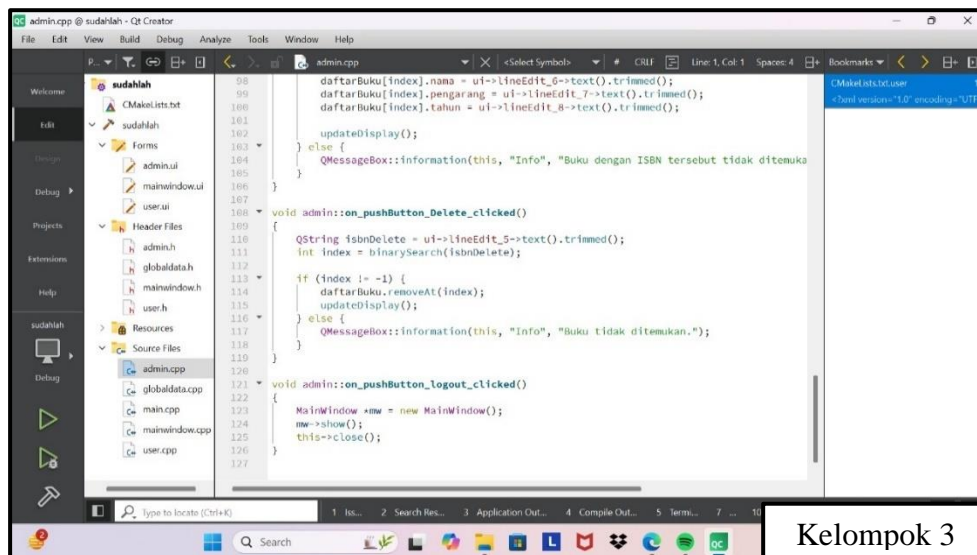 admin.cpp @ sudahlah - Qt Creator
File Edit View Build Debug Analyze Tools Window Help
P... admin.cpp <Select Symbol> # CRLF Line: 1, Col: 1 Spaces: 4 Bookmarks
Welcome
Edit
Design
Debug
Projects
Extensions
Help
sudahlah
Debug
sudahlah
CMakeLists.txt
sudahlah
Forms
admin.ui
mainwindow.ui
user.ui
Header Files
admin.h
globaldata.h
mainwindow.h
user.h
Resources
Source Files
admin.cpp
globaldata.cpp
main.cpp
mainwindow.cpp
user.cpp
98 daftarBuku[index].nama = ui->lineEdit_6->text().trimmed();
99 daftarBuku[index].pengarang = ui->lineEdit_7->text().trimmed();
100 daftarBuku[index].tahun = ui->lineEdit_8->text().trimmed();
101
102 updateDisplay();
103 } else {
104 QMessageBox::information(this, "Info", "Buku dengan ISBN tersebut tidak ditemuka
105 }
106 }
107
108 void admin::on_pushButton_Delete_clicked()
109 {
110 QString isbnDelete = ui->lineEdit_5->text().trimmed();
111 int index = binarySearch(isbnDelete);
112
113 if (index != -1) {
114 daftarBuku.removeAt(index);
115 updateDisplay();
116 } else {
117 QMessageBox::information(this, "Info", "Buku tidak ditemukan.");
118 }
119 }
120
121 void admin::on_pushButton_logout_clicked()
122 {
123 MainWindow *mw = new MainWindow();
124 mw->show();
125 this->close();
126 }
127
CMakeLists.txt.user 1
<?xml version="1.0" encoding="UTF
Type to locate (Ctrl+K) 1 Iss... 2 Search Res... 3 Application Out... 4 Compile Out... 5 Termi... 7 ... 10
Search
Kelompok 3